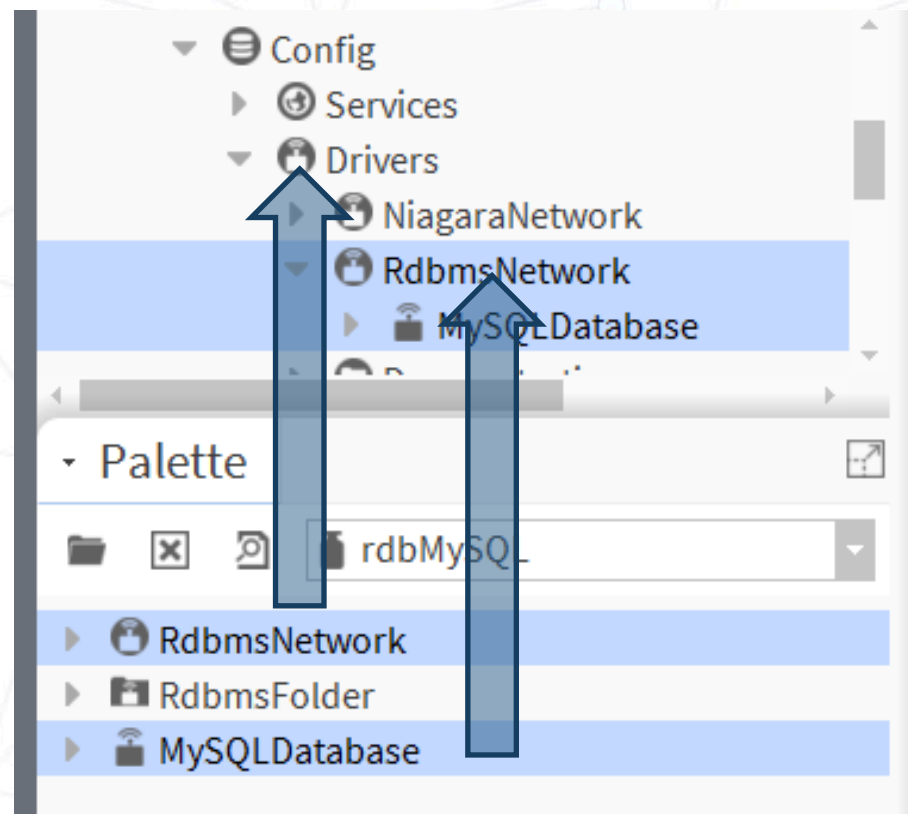 Config
Services
Drivers
NiagaraNetwork
RdbmsNetwork
MySQLDatabase
Palette
rdbMySQL
RdbmsNetwork
RdbmsFolder
MySQLDatabase